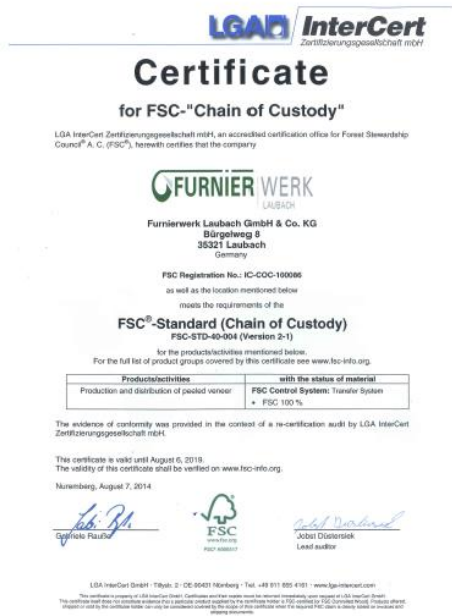 LGA InterCert
Zertifizierungsgesellschaft mbH
Certificate
for FSC-"Chain of Custody"
LGA InterCert Zertifizierungsgesellschaft mbH, an accredited certification office for Forest Stewardship
Council® A. C. (FSC®), herewith certifies that the company
FURNIER WERK
LAUBACH
Furnierwerk Laubach GmbH & Co. KG
Bürgelweg 8
35321 Laubach
Germany
FSC Registration No.: IC-COC-100086
as well as the location mentioned below
meets the requirements of the
FSC®-Standard (Chain of Custody)
FSC-STD-40-004 (Version 2-1)
for the products/activities mentioned below.
For the full list of product groups covered by this certificate see www.fsc-info.org.
Products/activities with the status of material
Production and distribution of peeled veneer FSC Control System: Transfer System
• FSC 100 %
The evidence of conformity was provided in the context of a re-certification audit by LGA InterCert
Zertifizierungsgesellschaft mbH.
This certificate is valid until August 6, 2019.
The validity of this certificate shall be verified on www.fsc-info.org.
Nuremberg, August 7, 2014
Gabriele Raußer
FSC
www.fsc.org
Jobst Düstersiek
Lead auditor
LGA InterCert GmbH · Tillystr. 2 · DE-90431 Nürnberg · Tel. +49 911 655 4161 · www.lga-intercert.com